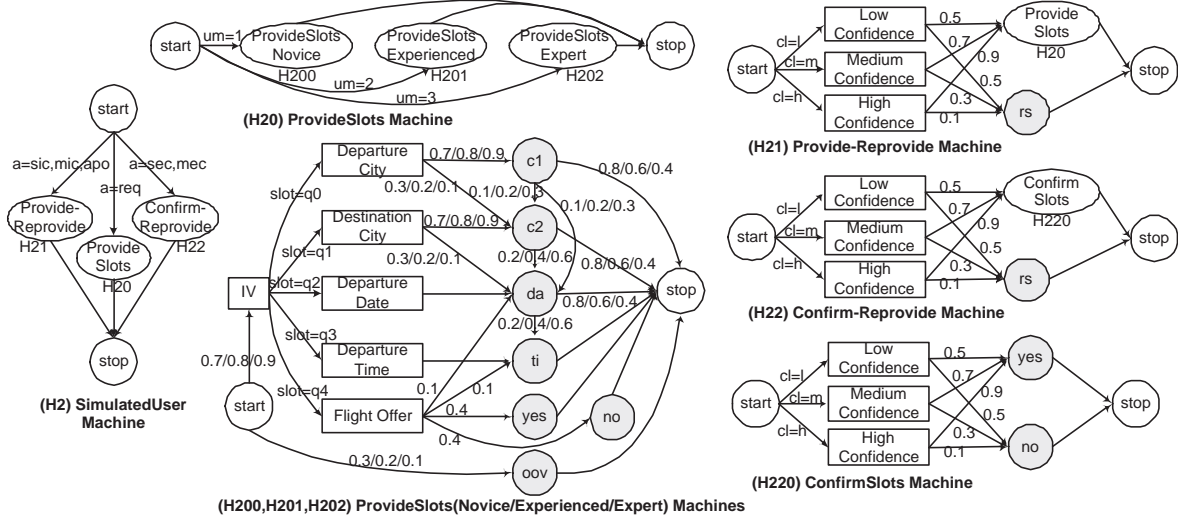 start
um=1
ProvideSlots
Novice
H200
ProvideSlots
Experienced
H201
ProvideSlots
Expert
H202
stop
um=2
um=3
(H20) ProvideSlots Machine
start
a=sic,mic,apo
a=sec,mec
a=req
Provide-
Reprovide
H21
Provide
Slots
H20
Confirm-
Reprovide
H22
stop
(H2) SimulatedUser
Machine
Departure
City
0.7/0.8/0.9
c1
0.8/0.6/0.4
0.3/0.2/0.1
0.1/0.2/0.3
0.1/0.2/0.3
slot=q0
Destination
City
0.7/0.8/0.9
c2
slot=q1
0.3/0.2/0.1
0.2/0.4/0.6
0.8/0.6/0.4
IV
slot=q2
Departure
Date
da
0.8/0.6/0.4
stop
slot=q3
0.2/0.4/0.6
Departure
Time
ti
0.7/0.8/0.9
slot=q4
0.1
0.1
start
Flight Offer
0.4
yes
no
0.4
0.3/0.2/0.1
oov
(H200,H201,H202) ProvideSlots(Novice/Experienced/Expert) Machines
start
cl=l
cl=m
cl=h
Low
Confidence
Medium
Confidence
High
Confidence
0.5
0.7
0.9
0.5
0.3
0.1
Provide
Slots
H20
rs
stop
(H21) Provide-Reprovide Machine
start
cl=l
cl=m
cl=h
Low
Confidence
Medium
Confidence
High
Confidence
0.5
0.7
0.9
0.5
0.3
0.1
Confirm
Slots
H220
rs
stop
(H22) Confirm-Reprovide Machine
start
cl=l
cl=m
cl=h
Low
Confidence
Medium
Confidence
High
Confidence
0.5
0.7
0.9
0.5
0.3
0.1
yes
no
stop
(H220) ConfirmSlots Machine